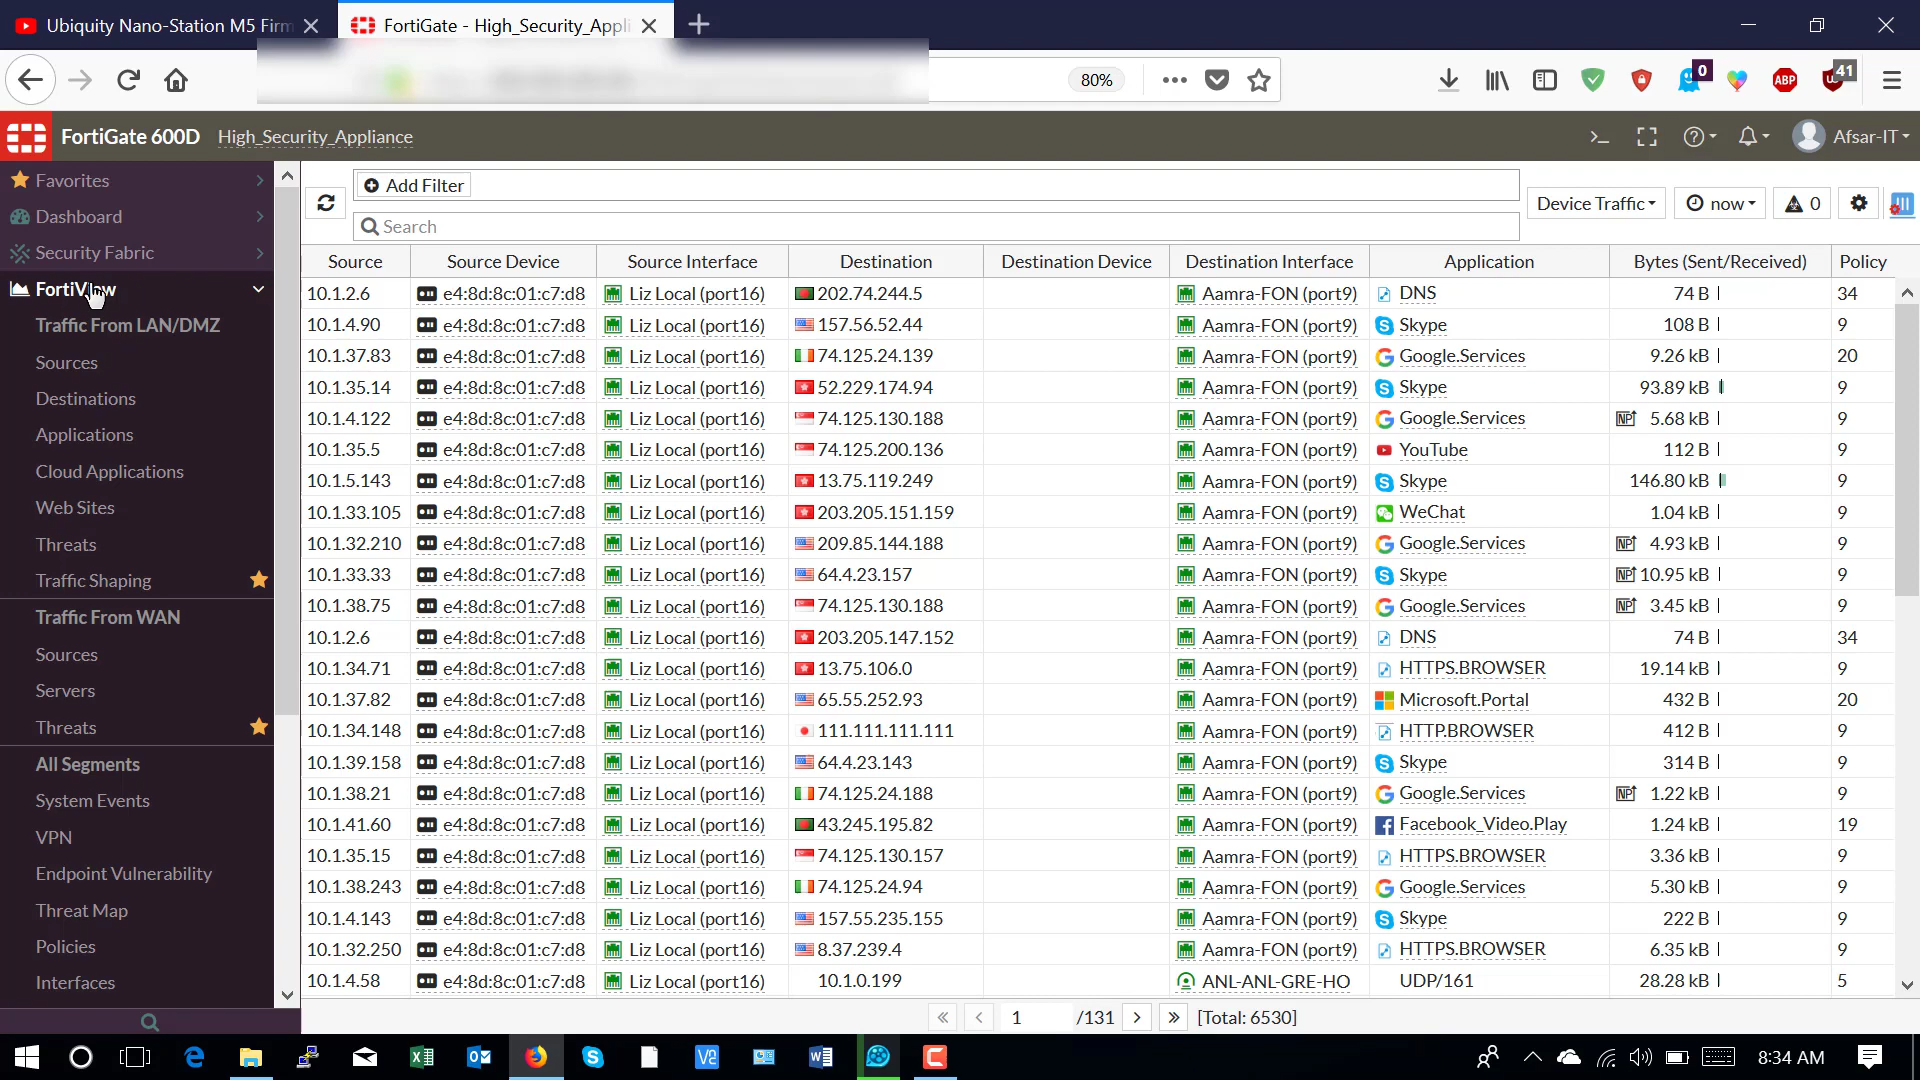 Ubiquity Nano-Station M5 Firm
FortiGate - High_Security_Appli
80%
0
ABP
41
FortiGate 600D
High_Security_Appliance
Afsar-IT
Favorites
Dashboard
Security Fabric
FortiView
Traffic From LAN/DMZ
Sources
Destinations
Applications
Cloud Applications
Web Sites
Threats
Traffic Shaping
Traffic From WAN
Sources
Servers
Threats
All Segments
System Events
VPN
Endpoint Vulnerability
Threat Map
Policies
Interfaces
Add Filter
Search
Device Traffic
now
0
Source Source Device Source Interface Destination Destination Device Destination Interface Application Bytes (Sent/Received) Policy
10.1.2.6 e4:8d:8c:01:c7:d8 Liz Local (port16) 202.74.244.5 Aamra-FON (port9) DNS 74 B 34
10.1.4.90 e4:8d:8c:01:c7:d8 Liz Local (port16) 157.56.52.44 Aamra-FON (port9) Skype 108 B 9
10.1.37.83 e4:8d:8c:01:c7:d8 Liz Local (port16) 74.125.24.139 Aamra-FON (port9) Google.Services 9.26 kB 20
10.1.35.14 e4:8d:8c:01:c7:d8 Liz Local (port16) 52.229.174.94 Aamra-FON (port9) Skype 93.89 kB 9
10.1.4.122 e4:8d:8c:01:c7:d8 Liz Local (port16) 74.125.130.188 Aamra-FON (port9) Google.Services NP 5.68 kB 9
10.1.35.5 e4:8d:8c:01:c7:d8 Liz Local (port16) 74.125.200.136 Aamra-FON (port9) YouTube 112 B 9
10.1.5.143 e4:8d:8c:01:c7:d8 Liz Local (port16) 13.75.119.249 Aamra-FON (port9) Skype 146.80 kB 9
10.1.33.105 e4:8d:8c:01:c7:d8 Liz Local (port16) 203.205.151.159 Aamra-FON (port9) WeChat 1.04 kB 9
10.1.32.210 e4:8d:8c:01:c7:d8 Liz Local (port16) 209.85.144.188 Aamra-FON (port9) Google.Services NP 4.93 kB 9
10.1.33.33 e4:8d:8c:01:c7:d8 Liz Local (port16) 64.4.23.157 Aamra-FON (port9) Skype NP 10.95 kB 9
10.1.38.75 e4:8d:8c:01:c7:d8 Liz Local (port16) 74.125.130.188 Aamra-FON (port9) Google.Services NP 3.45 kB 9
10.1.2.6 e4:8d:8c:01:c7:d8 Liz Local (port16) 203.205.147.152 Aamra-FON (port9) DNS 74 B 34
10.1.34.71 e4:8d:8c:01:c7:d8 Liz Local (port16) 13.75.106.0 Aamra-FON (port9) HTTPS.BROWSER 19.14 kB 9
10.1.37.82 e4:8d:8c:01:c7:d8 Liz Local (port16) 65.55.252.93 Aamra-FON (port9) Microsoft.Portal 432 B 20
10.1.34.148 e4:8d:8c:01:c7:d8 Liz Local (port16) 111.111.111.111 Aamra-FON (port9) HTTP.BROWSER 412 B 9
10.1.39.158 e4:8d:8c:01:c7:d8 Liz Local (port16) 64.4.23.143 Aamra-FON (port9) Skype 314 B 9
10.1.38.21 e4:8d:8c:01:c7:d8 Liz Local (port16) 74.125.24.188 Aamra-FON (port9) Google.Services NP 1.22 kB 9
10.1.41.60 e4:8d:8c:01:c7:d8 Liz Local (port16) 43.245.195.82 Aamra-FON (port9) Facebook_Video.Play 1.24 kB 19
10.1.35.15 e4:8d:8c:01:c7:d8 Liz Local (port16) 74.125.130.157 Aamra-FON (port9) HTTPS.BROWSER 3.36 kB 9
10.1.38.243 e4:8d:8c:01:c7:d8 Liz Local (port16) 74.125.24.94 Aamra-FON (port9) Google.Services 5.30 kB 9
10.1.4.143 e4:8d:8c:01:c7:d8 Liz Local (port16) 157.55.235.155 Aamra-FON (port9) Skype 222 B 9
10.1.32.250 e4:8d:8c:01:c7:d8 Liz Local (port16) 8.37.239.4 Aamra-FON (port9) HTTPS.BROWSER 6.35 kB 9
10.1.4.58 e4:8d:8c:01:c7:d8 Liz Local (port16) 10.1.0.199 ANL-ANL-GRE-HO UDP/161 28.28 kB 5
1 /131 [Total: 6530]
8:34 AM